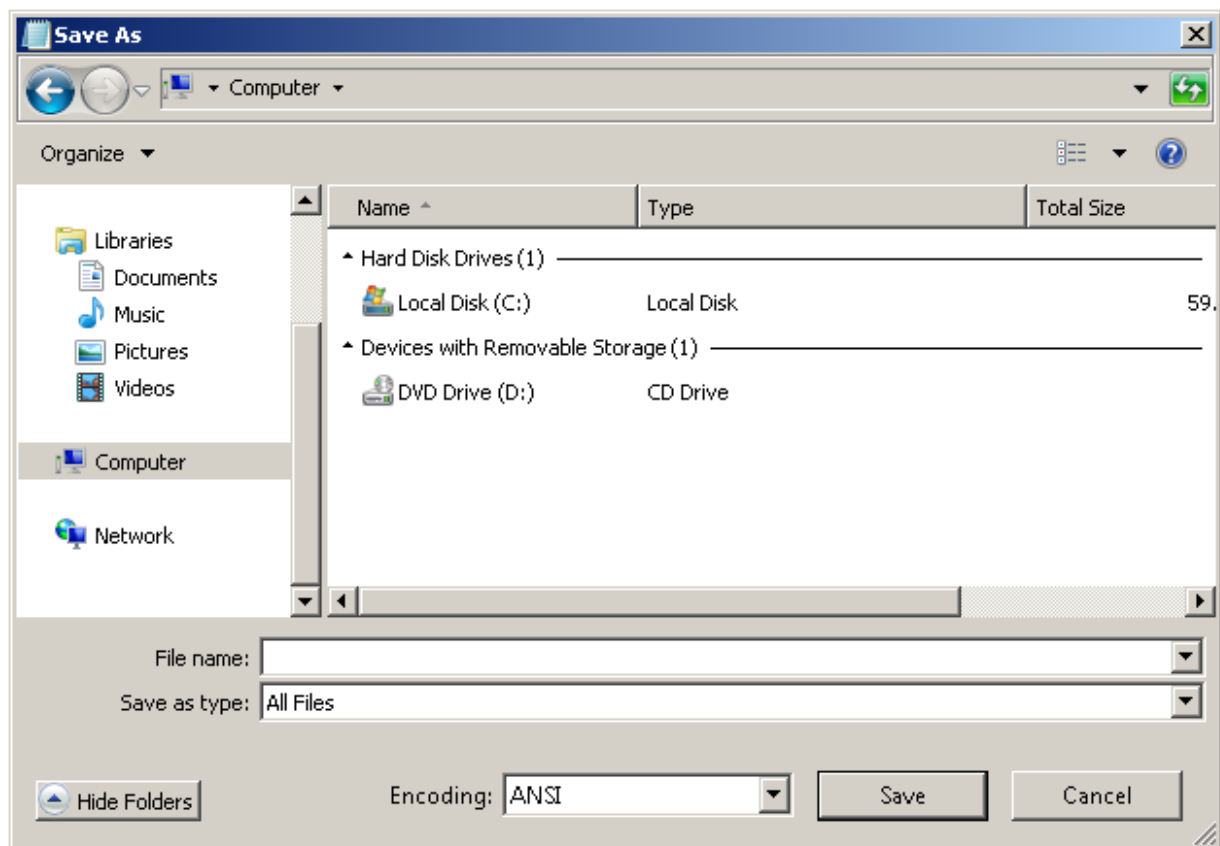 Save As
Computer
Organize
Name Type Total Size
Libraries
Documents
Music
Pictures
Videos
Computer
Network
Hard Disk Drives (1)
Local Disk (C:) Local Disk 59.
Devices with Removable Storage (1)
DVD Drive (D:) CD Drive
File name:
Save as type: All Files
Hide Folders
Encoding: ANSI
Save
Cancel